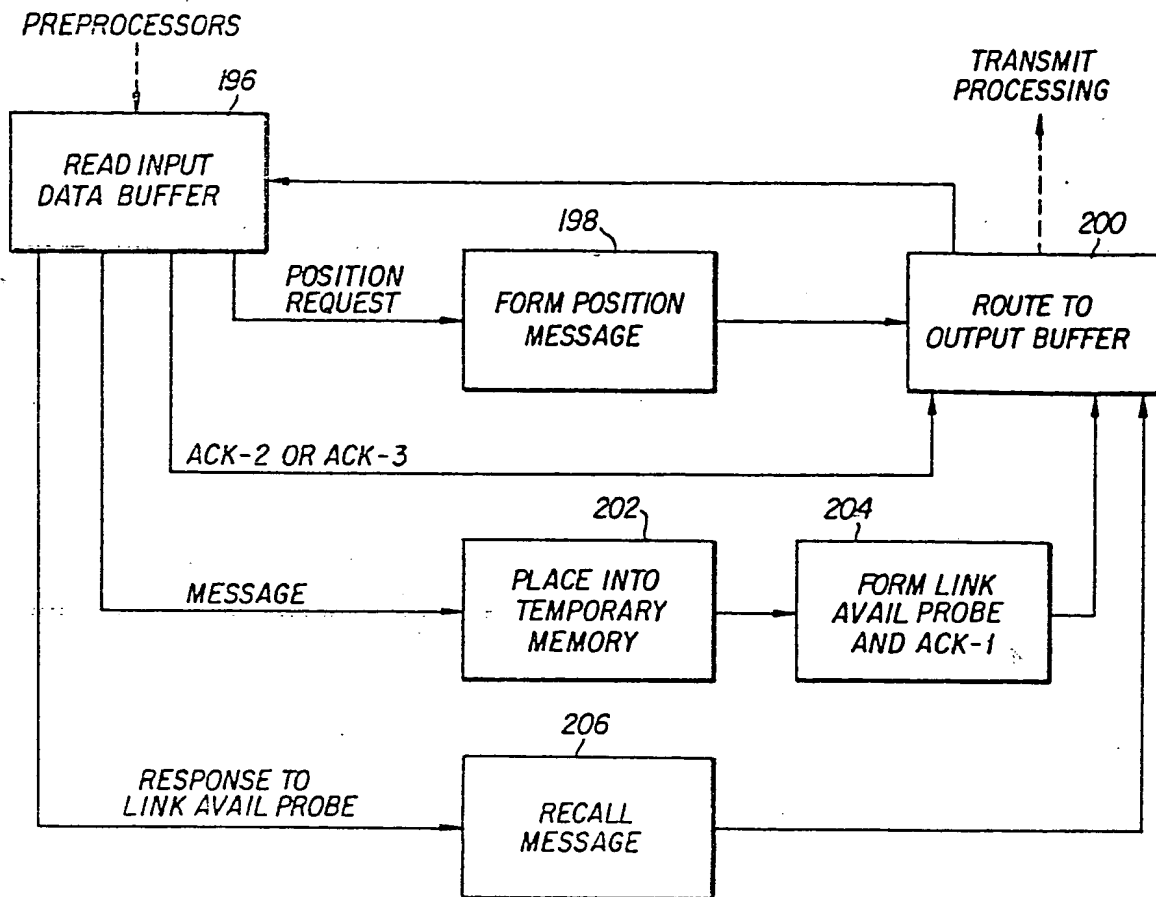 PREPROCESSORS
196
READ INPUT
DATA BUFFER
TRANSMIT
PROCESSING
198
200
POSITION
REQUEST
FORM POSITION
MESSAGE
ROUTE TO
OUTPUT BUFFER
ACK-2 OR ACK-3
202
204
MESSAGE
PLACE INTO
TEMPORARY
MEMORY
FORM LINK
AVAIL PROBE
AND ACK-1
206
RESPONSE TO
LINK AVAIL PROBE
RECALL
MESSAGE